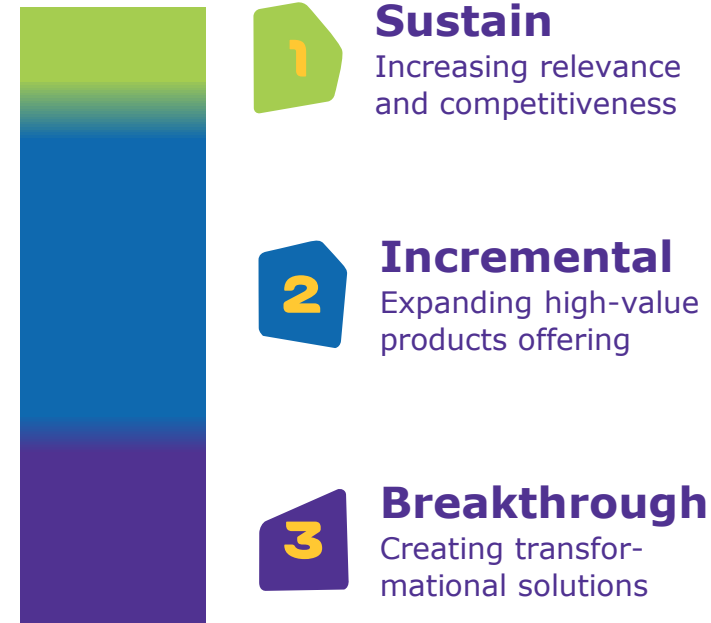 1
Sustain
Increasing relevance
and competitiveness
2
Incremental
Expanding high-value
products offering
3
Breakthrough
Creating transfor-
mational solutions